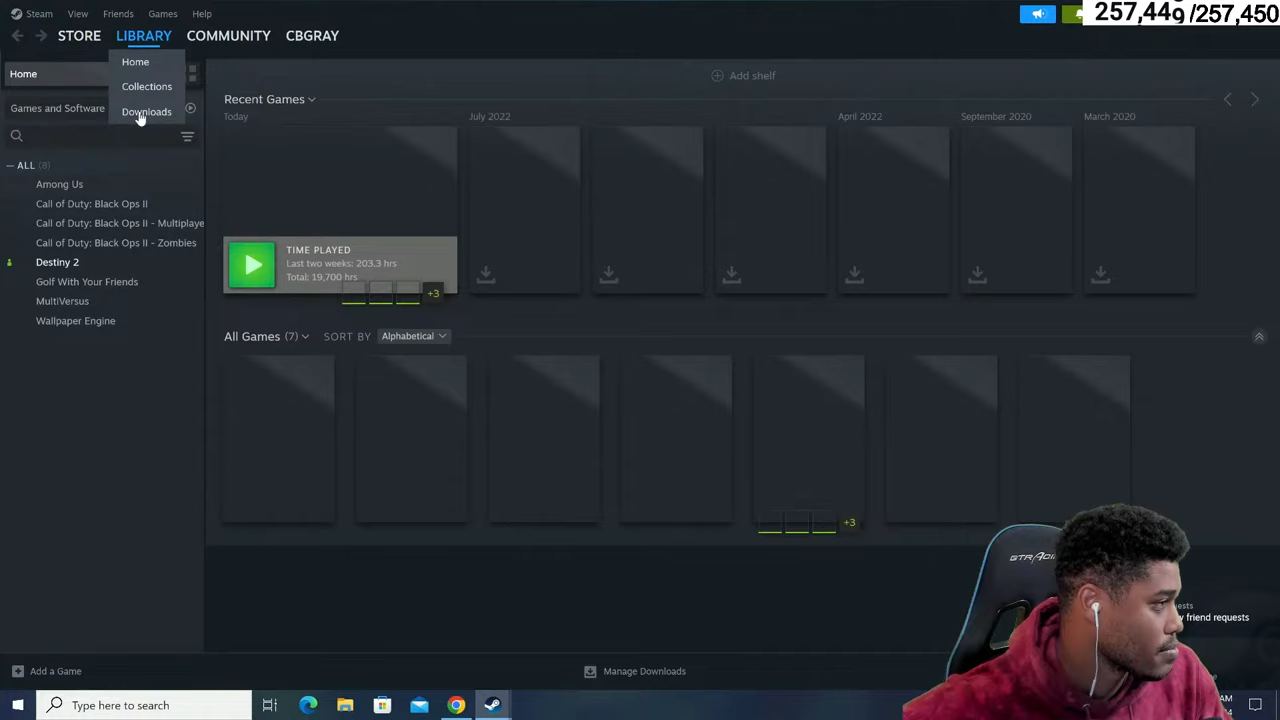 Steam View Friends Games Help
257,449/257,450
STORE LIBRARY COMMUNITY CBGRAY
Home
Collections
Downloads
Home
Games and Software
Add shelf
Recent Games
Today
July 2022
April 2022
September 2020
March 2020
ALL (8)
Among Us
Call of Duty: Black Ops II
Call of Duty: Black Ops II - Multiplaye
Call of Duty: Black Ops II - Zombies
Destiny 2
Golf With Your Friends
MultiVersus
Wallpaper Engine
TIME PLAYED
Last two weeks: 203.3 hrs
Total: 19,700 hrs
+3
All Games (7) SORT BY Alphabetical
+3
GTRACING
ests
friend requests
Add a Game
Manage Downloads
Type here to search
AM